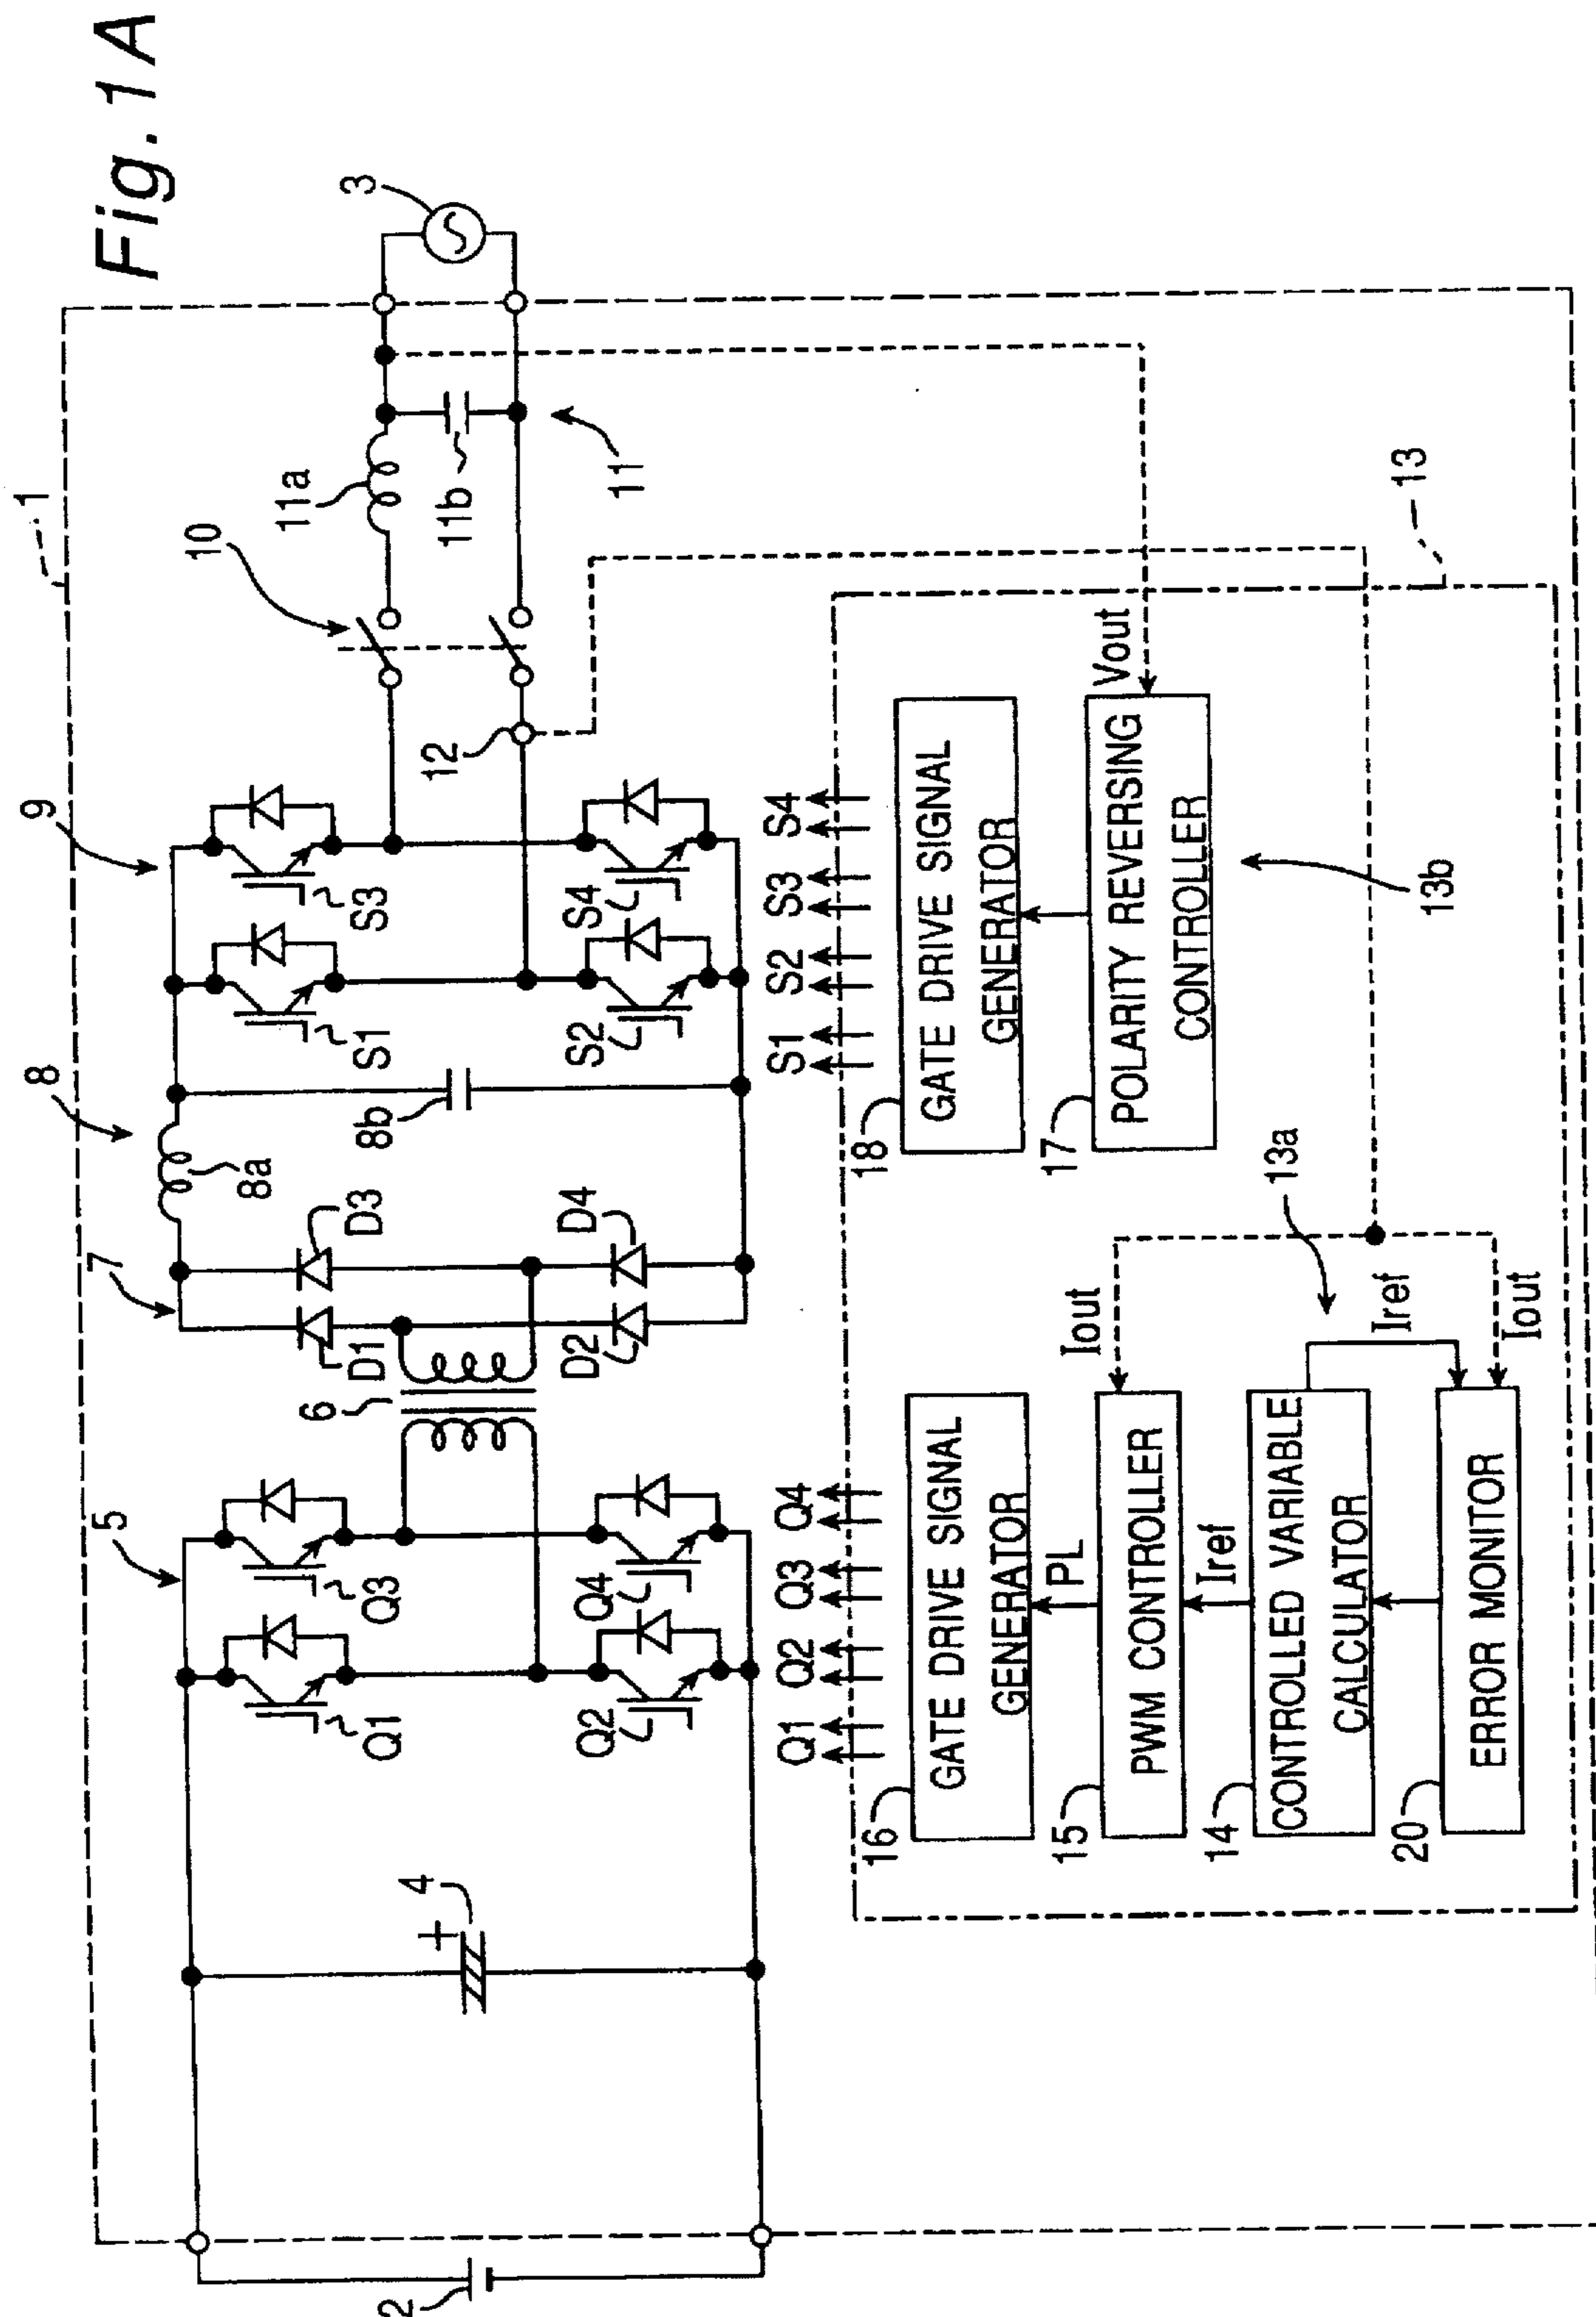 Fig.1A
1
3
10
11a
11b
11
9
12
S3
S1
S4
S2
8
8a
8b
7
D3
D4
D1
D2
6
5
Q3
Q1
Q4
Q2
4
+
2
Q1 Q2 Q3 Q4
S1 S2 S3 S4
13
16
GATE DRIVE SIGNAL
GENERATOR
PL
15
PWM CONTROLLER
Iout
Iref
14
CONTROLLED VARIABLE
CALCULATOR
13a
Iref
20
ERROR MONITOR
Iout
18
GATE DRIVE SIGNAL
GENERATOR
17
POLARITY REVERSING
CONTROLLER
Vout
13b